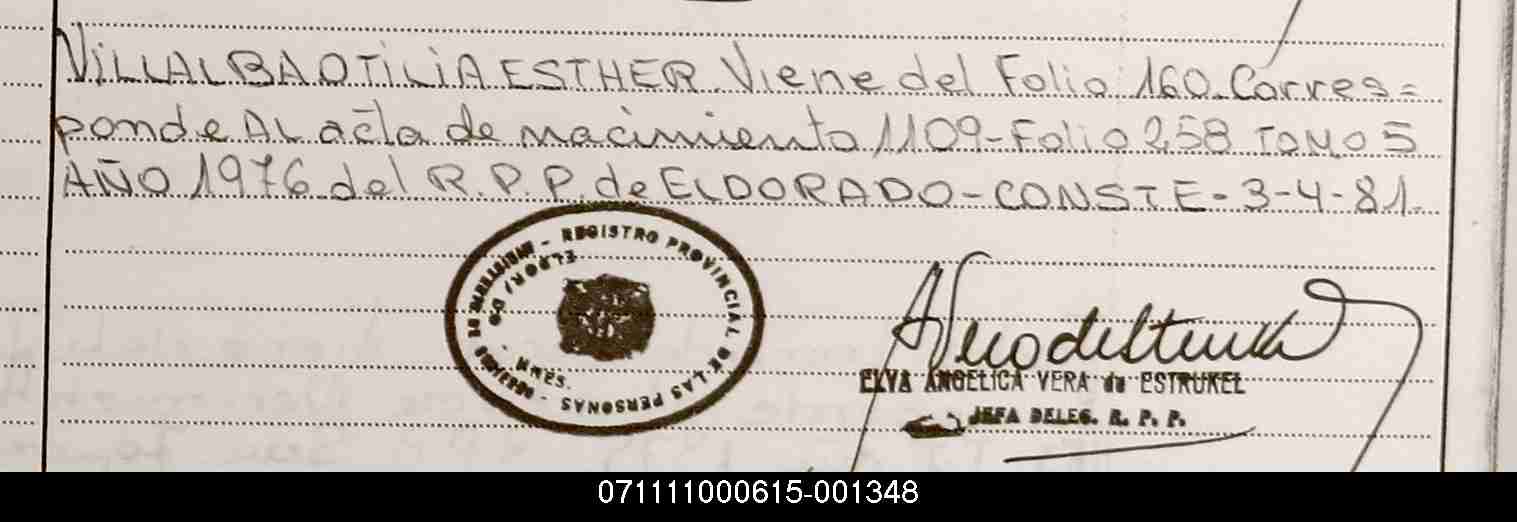 VILLALBA OTILIA ESTHER. Viene del Folio 160. Corres=
ponde AL acta de nacimiento 1109-Folio 258 TOMO 5
AÑO 1976 del R.P.P. de ELDORADO-CONSTE-3-4-81.
REGISTRO PROVINCIAL DE LAS PERSONAS
ELDORADO
MNES.
ELVA ANGELICA VERA de ESTRUKEL
JEFA DELEG. R. P. P.
071111000615-001348